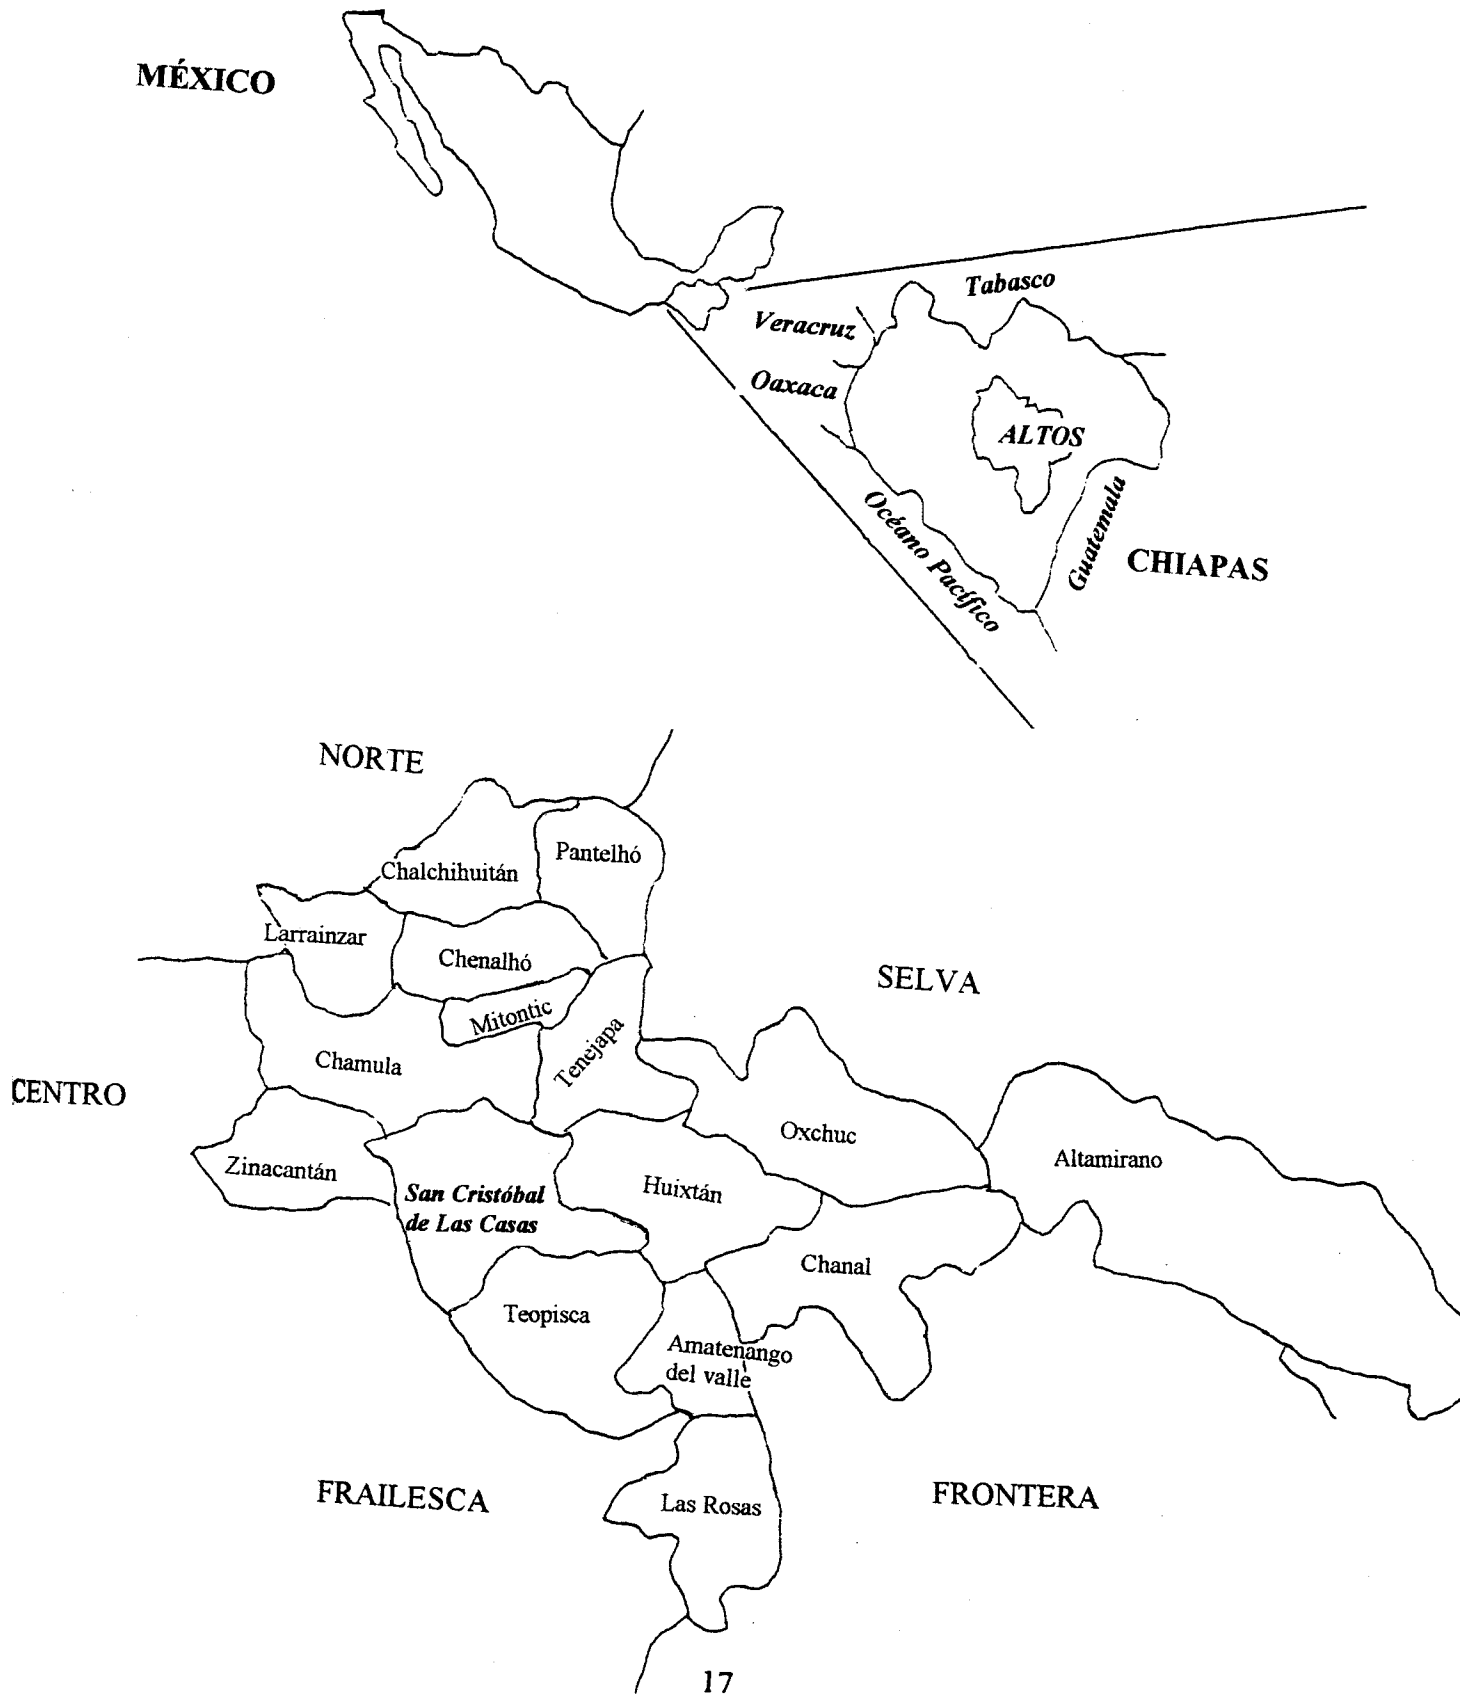 MÉXICO
Tabasco
Veracruz
Oaxaca
ALTOS
Océano Pacífico
Guatemala
CHIAPAS
NORTE
Pantelhó
Chalchihuitán
Larrainzar
Chenalhó
SELVA
Mitontic
Tenejapa
Chamula
CENTRO
Oxchuc
Altamirano
Zinacantán
San Cristóbal
de Las Casas
Huixtán
Chanal
Teopisca
Amatenango
del valle
FRAILESCA
Las Rosas
FRONTERA
17